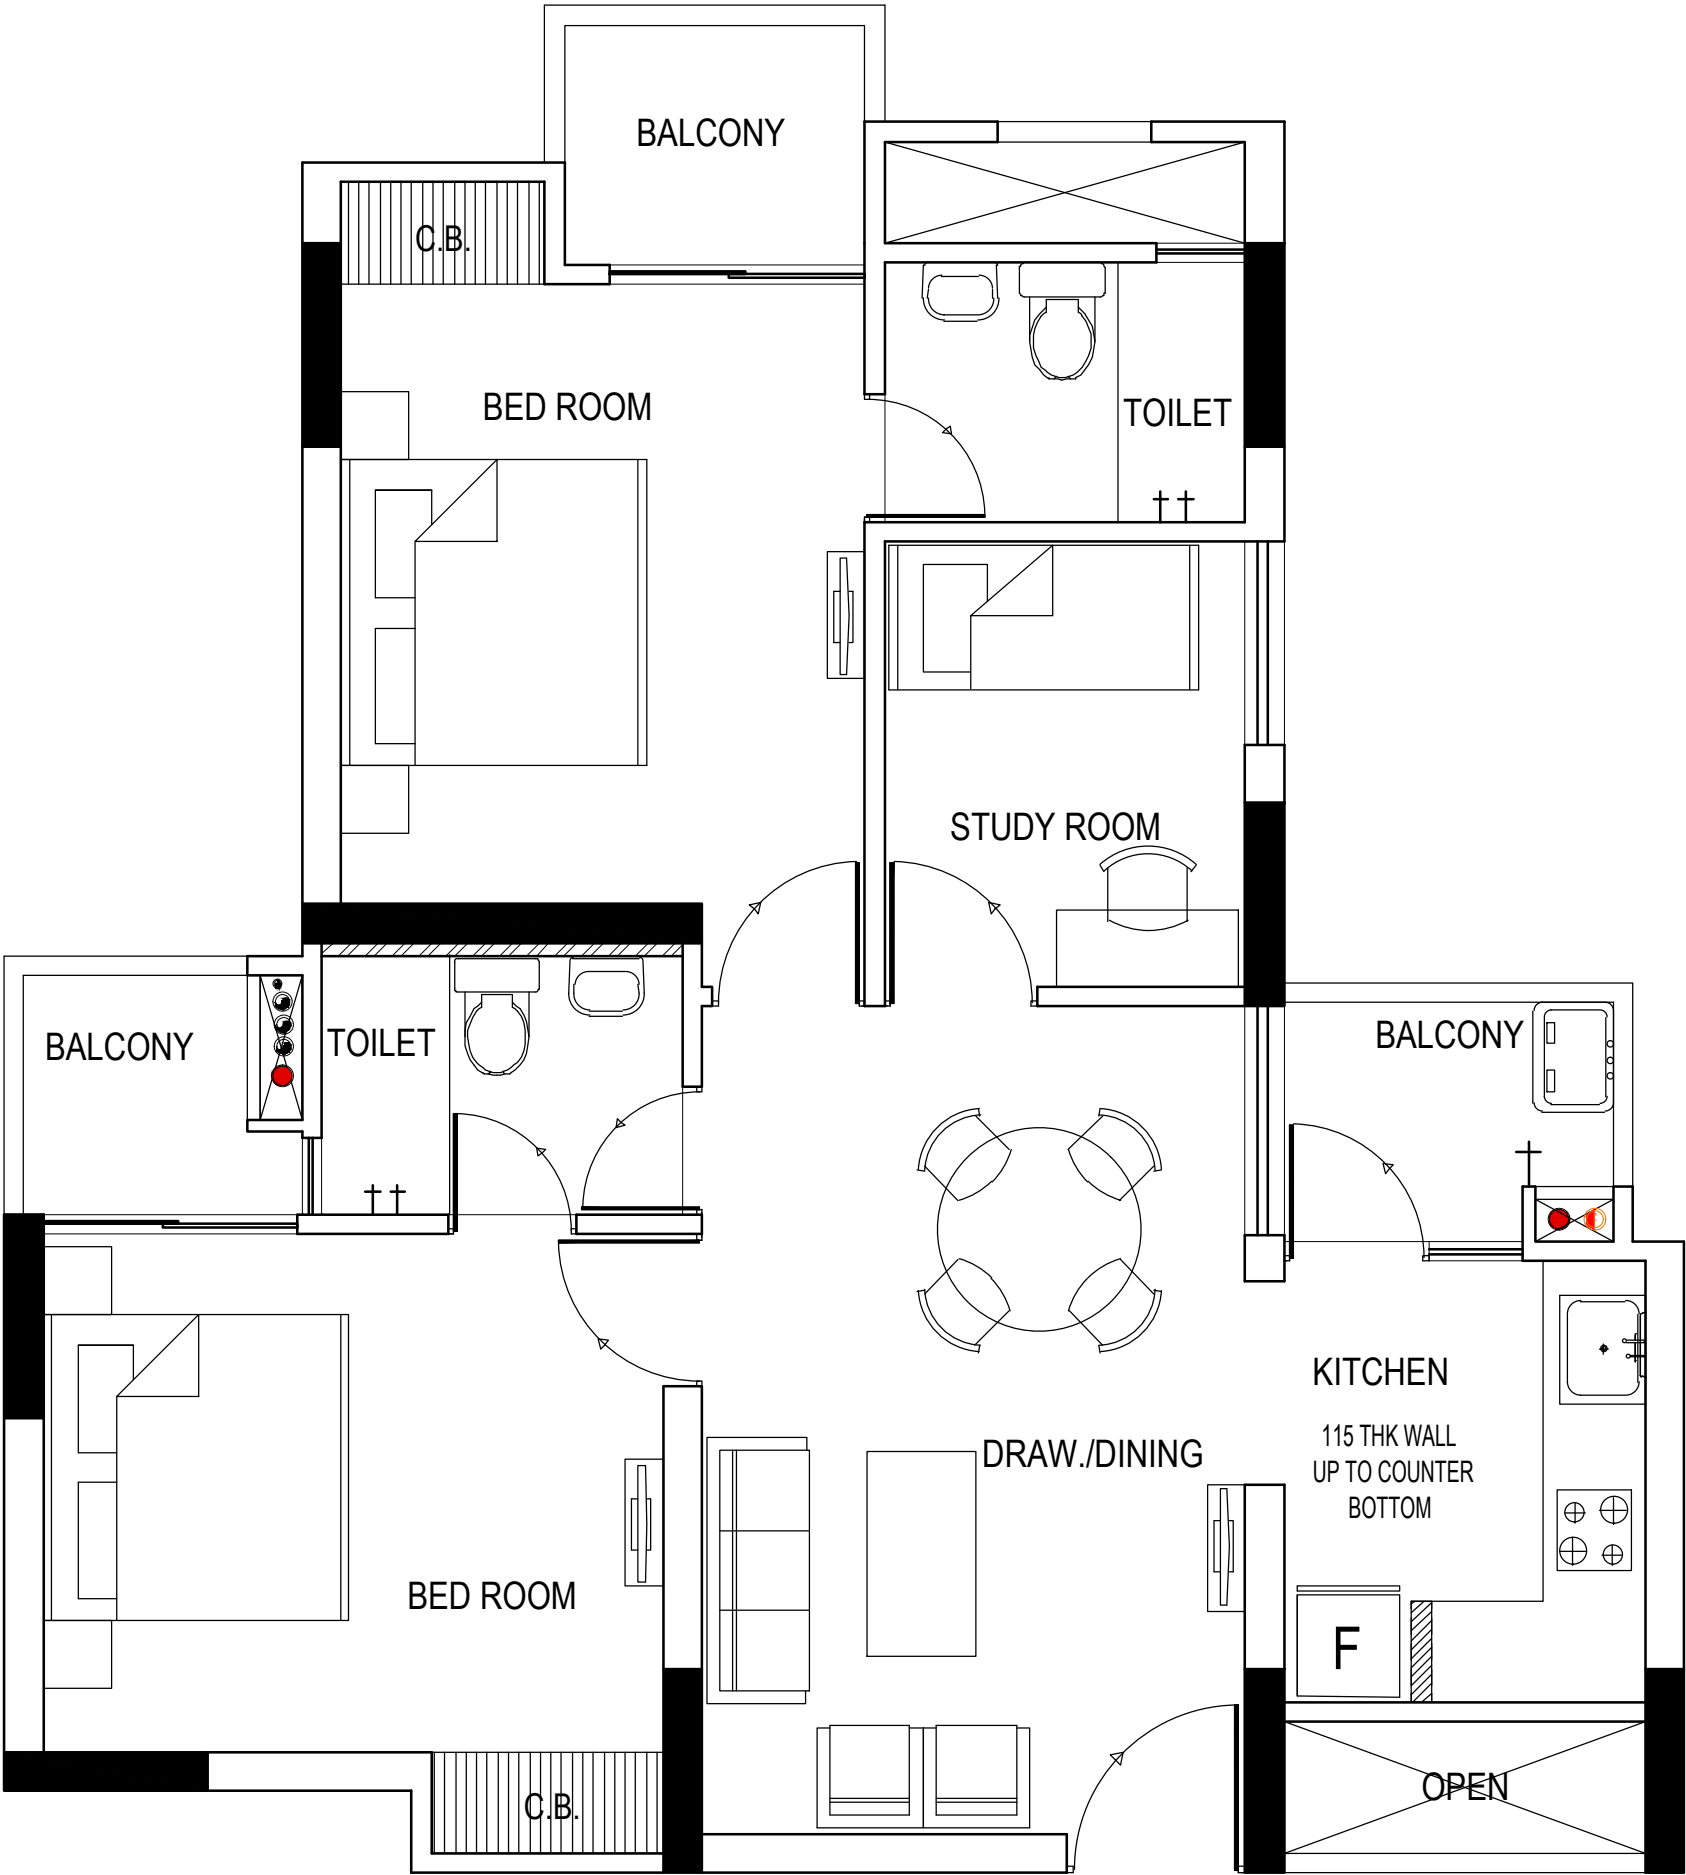 BALCONY
C.B.
BED ROOM
TOILET
STUDY ROOM
BALCONY
TOILET
BALCONY
KITCHEN
115 THK WALL
UP TO COUNTER
BOTTOM
DRAW./DINING
BED ROOM
F
OPEN
C.B.